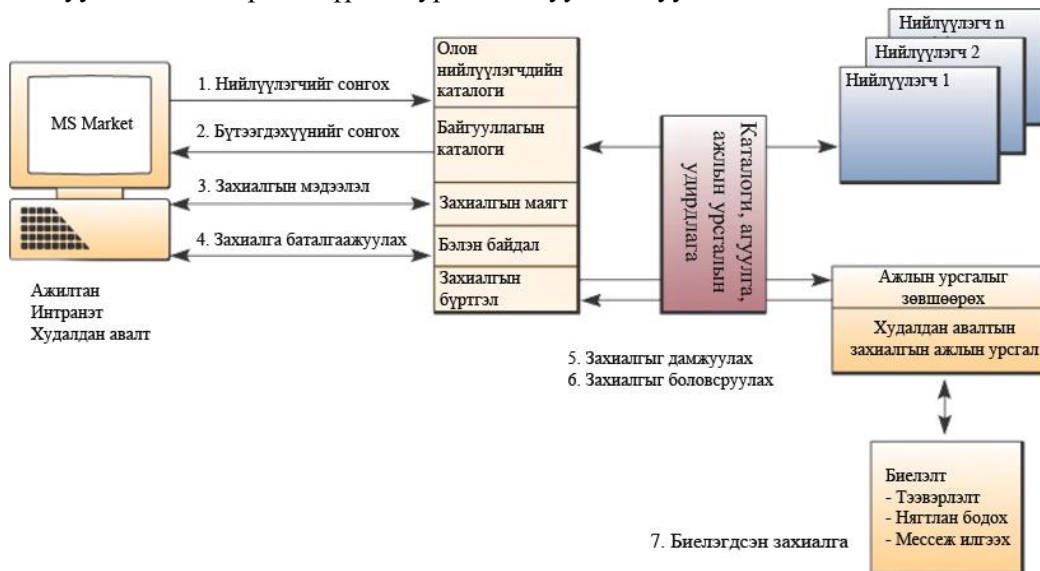 MS Market
Ажилтан
Интранэт
Худалдан авалт
1. Нийлүүлэгчийг сонгох
2. Бүтээгдэхүүнийг сонгох
3. Захиалгын мэдээлэл
4. Захиалга баталгаажуулах
Олон
нийлүүлэгчдийн
каталоги
Байгууллагын
каталоги
Захиалгын маягт
Бэлэн байдал
Захиалгын
бүртгэл
Каталоги, агуулга,
ажлын урсгалын
удирдлага
Нийлүүлэгч n
Нийлүүлэгч 2
Нийлүүлэгч 1
Ажлын урсгалыг
зөвшөөрөх
Худалдан авалтын
захиалгын ажлын урсгал
5. Захиалгыг дамжуулах
6. Захиалгыг боловсруулах
Биелэлт
- Тээвэрлэлт
- Нягтлан бодох
- Мессеж илгээх
7. Биелэгдсэн захиалга